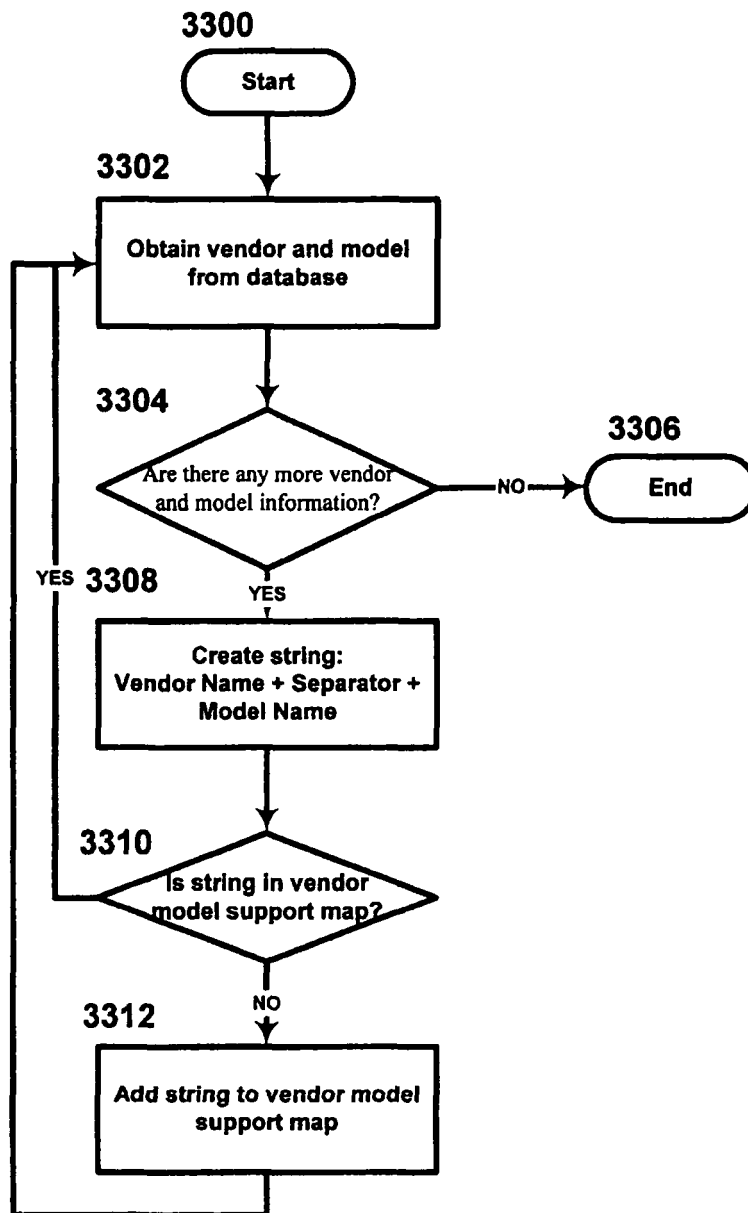 3300
Start
3302
Obtain vendor and model
from database
3304
Are there any more vendor
and model information?
NO
3306
End
YES
3308
YES
Create string:
Vendor Name + Separator +
Model Name
3310
Is string in vendor
model support map?
NO
3312
Add string to vendor model
support map